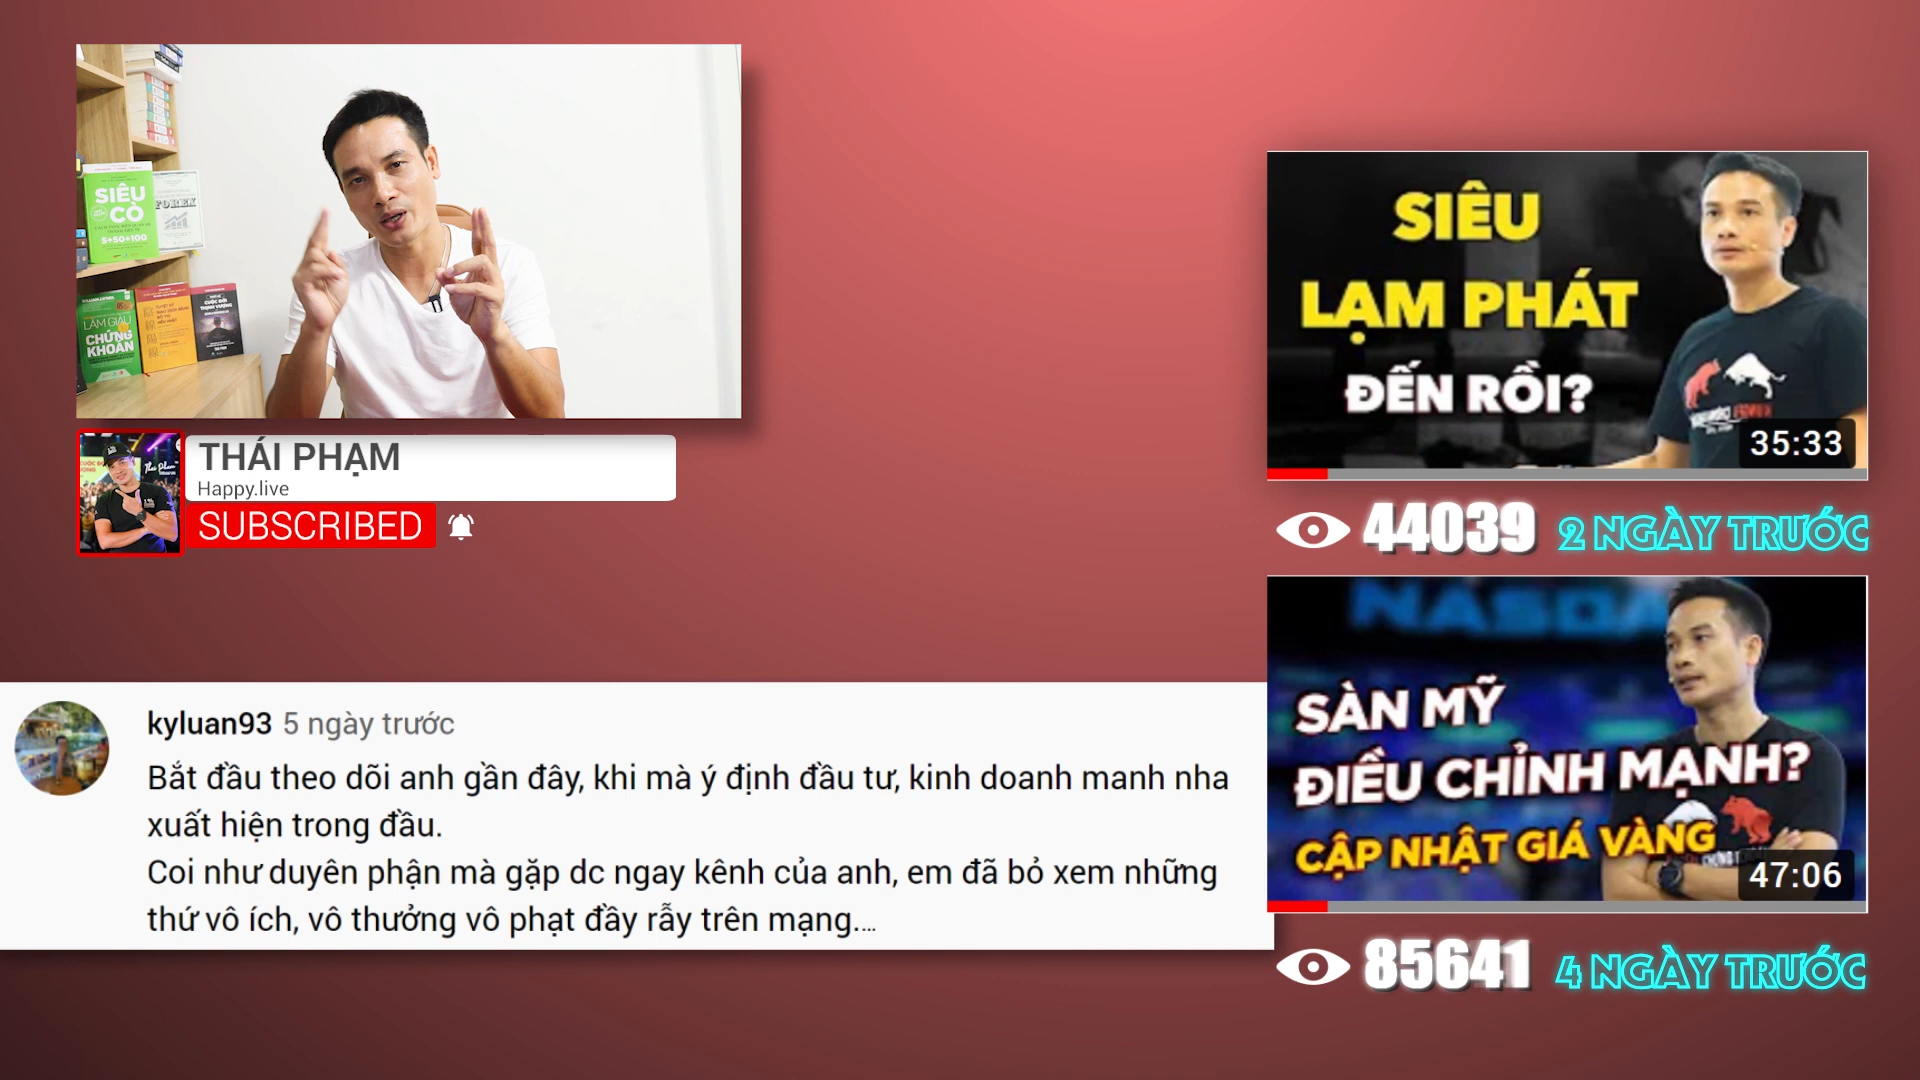 SIÊU
CÒ
5+50+100
FOREX
LÀM GIÀU
CHỨNG
KHOÁN
THÁI PHẠM
Happy.live
SUBSCRIBED
kyluan93 5 ngày trước
Bắt đầu theo dõi anh gần đây, khi mà ý định đầu tư, kinh doanh manh nha
xuất hiện trong đầu.
Coi như duyên phận mà gặp dc ngay kênh của anh, em đã bỏ xem những
thứ vô ích, vô thưởng vô phạt đầy rẫy trên mạng....
SIÊU
LẠM PHÁT
ĐẾN RỒI?
35:33
44039 2 NGÀY TRƯỚC
NASDA
SÀN MỸ
ĐIỀU CHỈNH MẠNH?
CẬP NHẬT GIÁ VÀNG
47:06
85641 4 NGÀY TRƯỚC